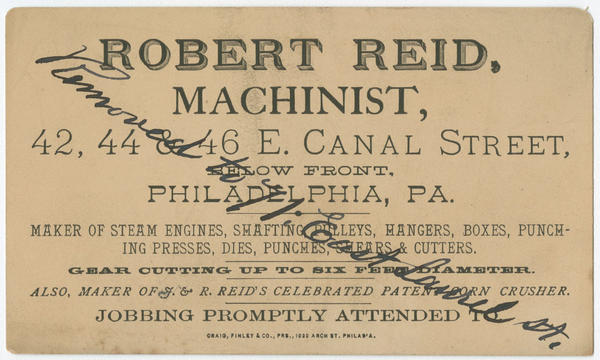 ROBERT REID,
MACHINIST,
42, 44 & 46 E. CANAL STREET,
BELOW FRONT,
PHILADELPHIA, PA.
MAKER OF STEAM ENGINES, SHAFTING, PULLEYS, HANGERS, BOXES, PUNCH-
ING PRESSES, DIES, PUNCHES, SHEARS & CUTTERS.
GEAR CUTTING UP TO SIX FEET DIAMETER.
ALSO, MAKER OF J. & R. REID'S CELEBRATED PATENT CORN CRUSHER.
JOBBING PROMPTLY ATTENDED TO
CRAIG, FINLEY & CO., PRS., 1020 ARCH ST. PHILAD'A.
Removed to East Laurel St.